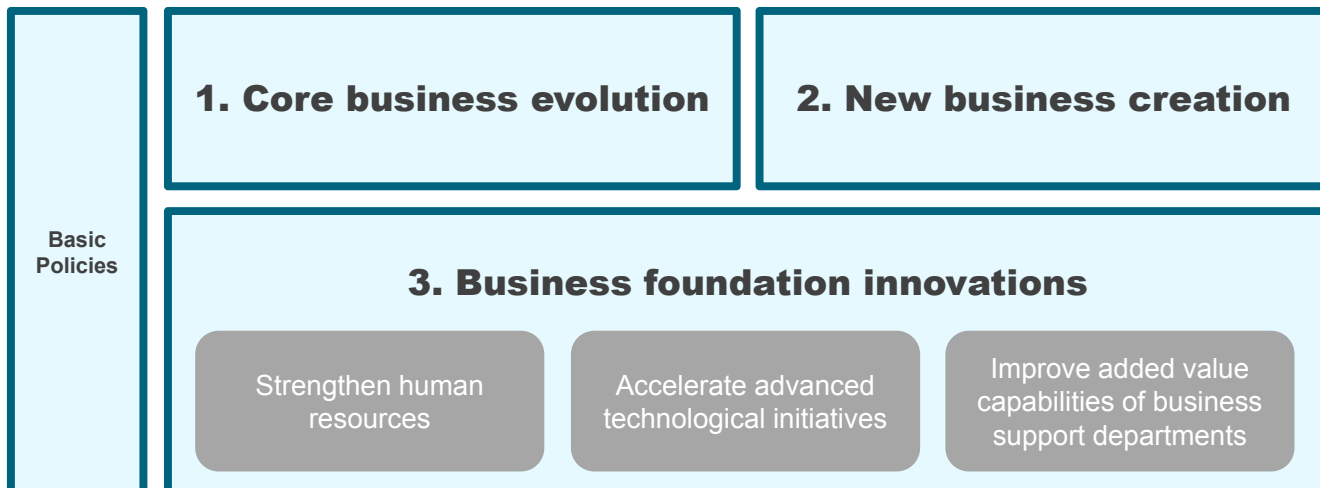 Basic
Policies
1. Core business evolution
2. New business creation
3. Business foundation innovations
Strengthen human
resources
Accelerate advanced
technological initiatives
Improve added value
capabilities of business
support departments